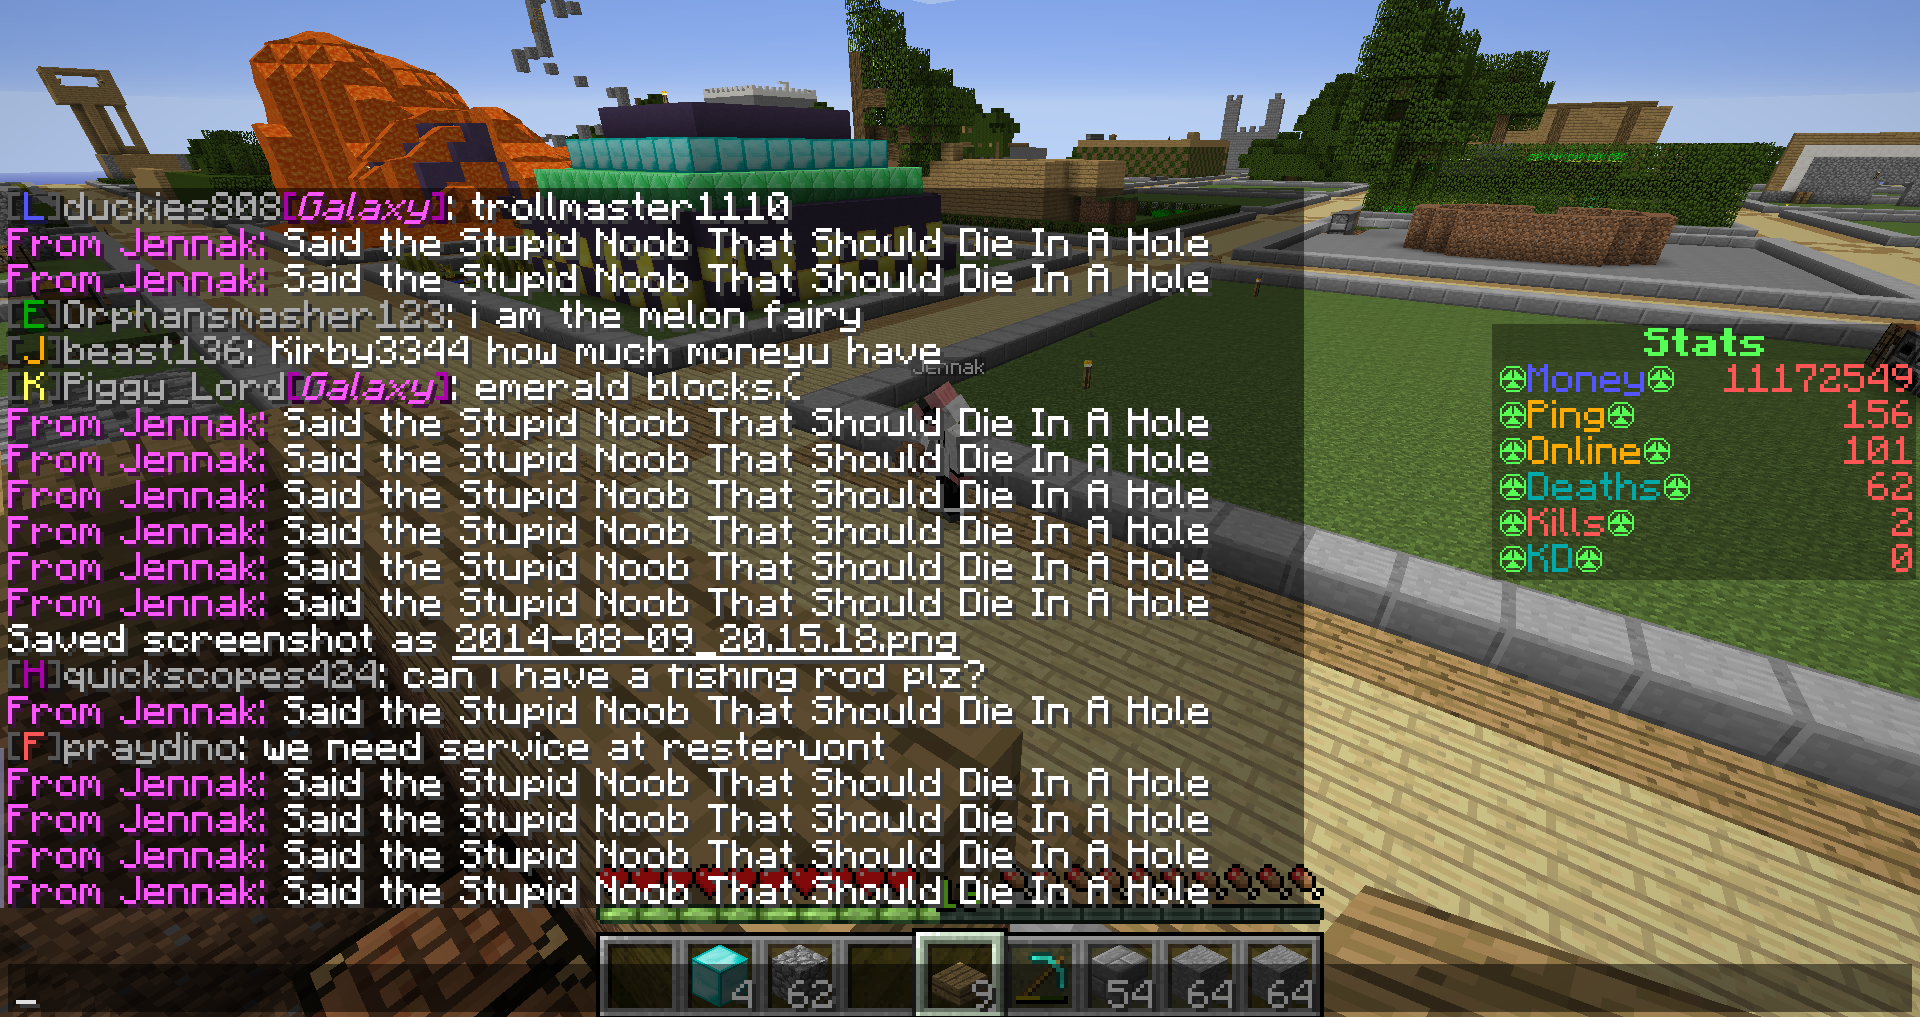 [L]duckies808[Galaxy]: trollmaster1110
From Jennak: Said the Stupid Noob That Should Die In A Hole
From Jennak: Said the Stupid Noob That Should Die In A Hole
[E]Orphansmasher123: i am the melon fairy
[J]beast136: Kirby3344 how much moneyu have
[K]Piggy_Lord[Galaxy]: emerald blocks.(
From Jennak: Said the Stupid Noob That Should Die In A Hole
From Jennak: Said the Stupid Noob That Should Die In A Hole
From Jennak: Said the Stupid Noob That Should Die In A Hole
From Jennak: Said the Stupid Noob That Should Die In A Hole
From Jennak: Said the Stupid Noob That Should Die In A Hole
From Jennak: Said the Stupid Noob That Should Die In A Hole
Saved screenshot as 2014-08-09_20.15.18.png
[H]quickscopes424: can i have a fishing rod plz?
From Jennak: Said the Stupid Noob That Should Die In A Hole
[F]praydino: we need service at resteruont
From Jennak: Said the Stupid Noob That Should Die In A Hole
From Jennak: Said the Stupid Noob That Should Die In A Hole
From Jennak: Said the Stupid Noob That Should Die In A Hole
From Jennak: Said the Stupid Noob That Should Die In A Hole
Jennak
Stats
Money 11172549
Ping 156
Online 101
Deaths 62
Kills 2
KD 0
4 62 9 54 64 64
_